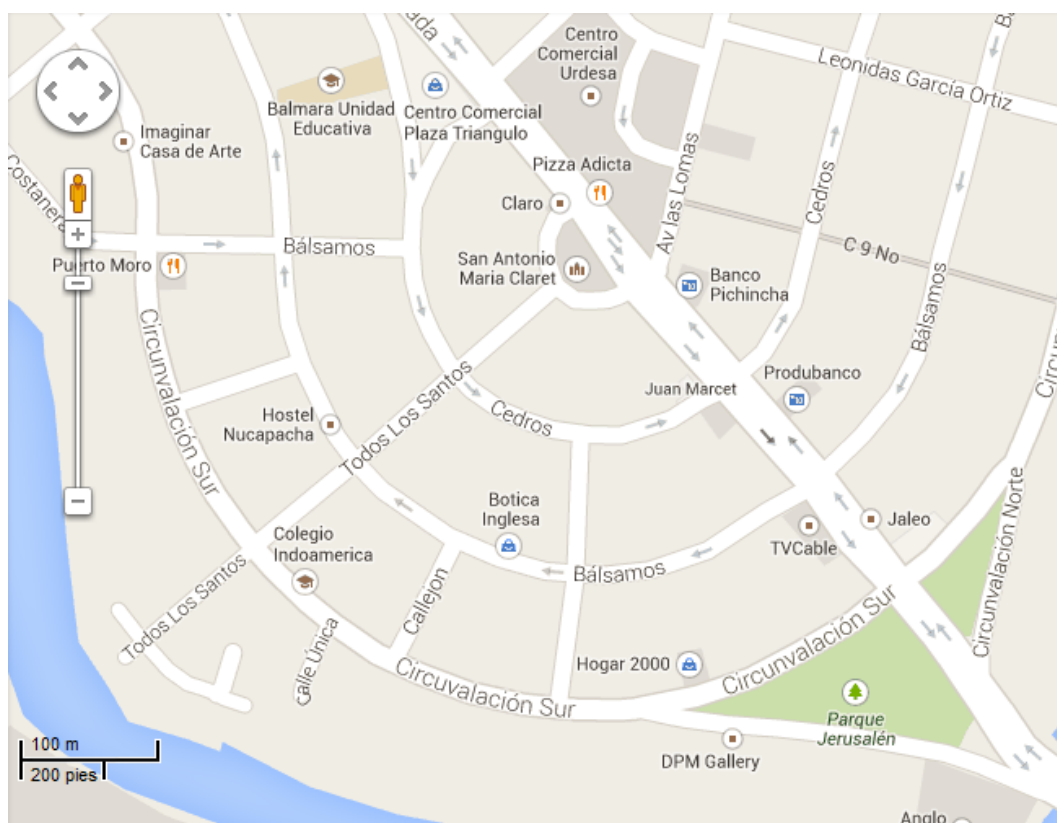 ada
Centro
Comercial
Urdesa
Leonidas García Ortiz
Bá
Balmara Unidad
Educativa
Centro Comercial
Plaza Triangulo
Imaginar
Casa de Arte
Costanera
Pizza Adicta
Claro
Av las Lomas
Cedros
C 9 No
Bálsamos
Puerto Moro
San Antonio
Maria Claret
Banco
Pichincha
Bálsamos
Circunvalación Sur
Circun
Juan Marcet
Produbanco
Hostel
Nucapacha
Todos Los Santos
Cedros
Botica
Inglesa
Jaleo
TVCable
Colegio
Indoamerica
Bálsamos
Callejon
Circunvalación Norte
Todos Los Santos
Calle Única
Hogar 2000
Circunvalación Sur
Circuvalación Sur
Parque
Jerusalén
DPM Gallery
100 m
200 pies
Anglo